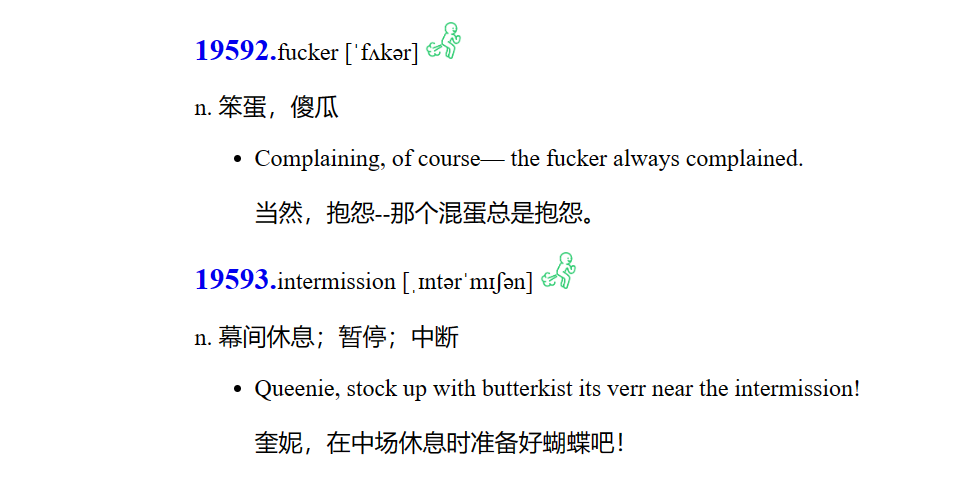 19592.fucker [ˈfʌkər]
n. 笨蛋，傻瓜
• Complaining, of course— the fucker always complained.
当然，抱怨--那个混蛋总是抱怨。
19593.intermission [ˌɪntərˈmɪʃən]
n. 幕间休息；暂停；中断
• Queenie, stock up with butterkist its verr near the intermission!
奎妮，在中场休息时准备好蝴蝶吧！